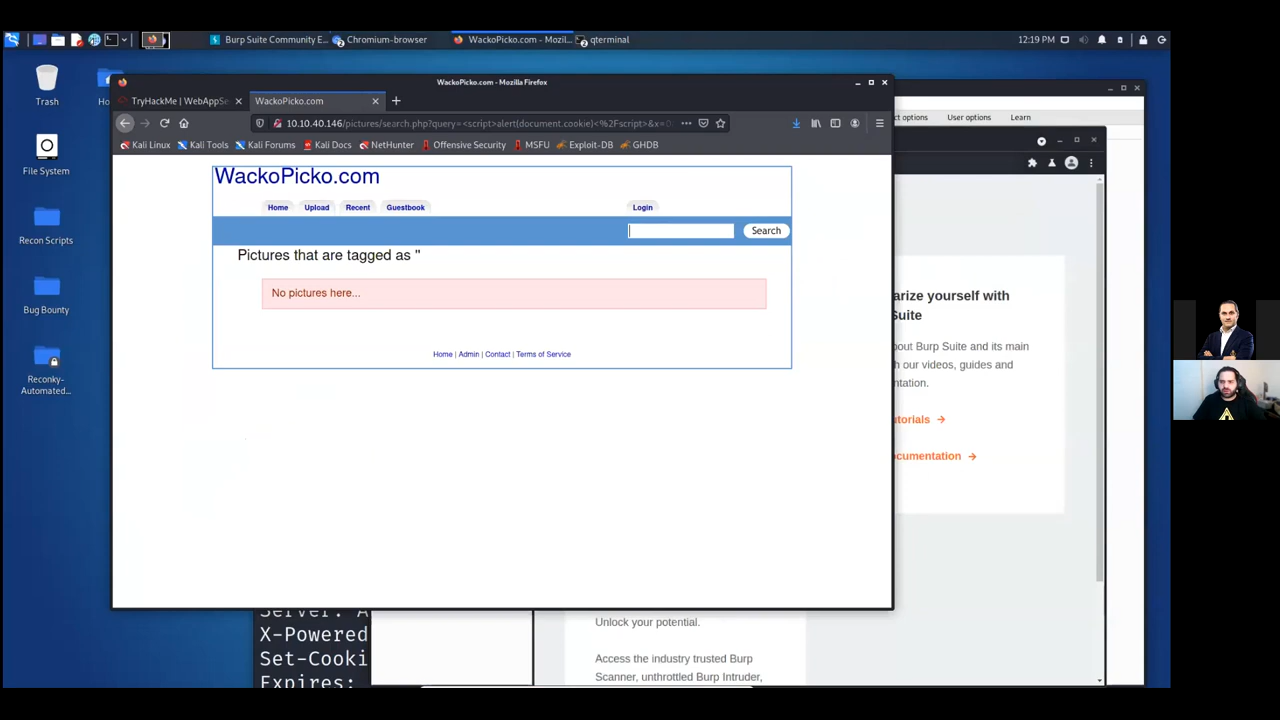 Burp Suite Community E...
Chromium-browser
WackoPicko.com - Mozil...
qterminal
12:19 PM
WackoPicko.com - Mozilla Firefox
TryHackMe | WebAppSe
WackoPicko.com
10.10.40.146/pictures/search.php?query=<script>alert(document.cookie)<%2Fscript>&x=0
Kali Linux
Kali Tools
Kali Forums
Kali Docs
NetHunter
Offensive Security
MSFU
Exploit-DB
GHDB
Trash
Ho
File System
Recon Scripts
Bug Bounty
Reconky-
Automated...
WackoPicko.com
Home
Upload
Recent
Guestbook
Login
Search
Pictures that are tagged as ''
No pictures here...
Home | Admin | Contact | Terms of Service
ct options
User options
Learn
arize yourself with
Suite
out Burp Suite and its main
h our videos, guides and
entation.
utorials →
ocumentation →
Server: A
X-Powered
Set-Cooki
Expires:
Unlock your potential.
Access the industry trusted Burp
Scanner, unthrottled Burp Intruder,